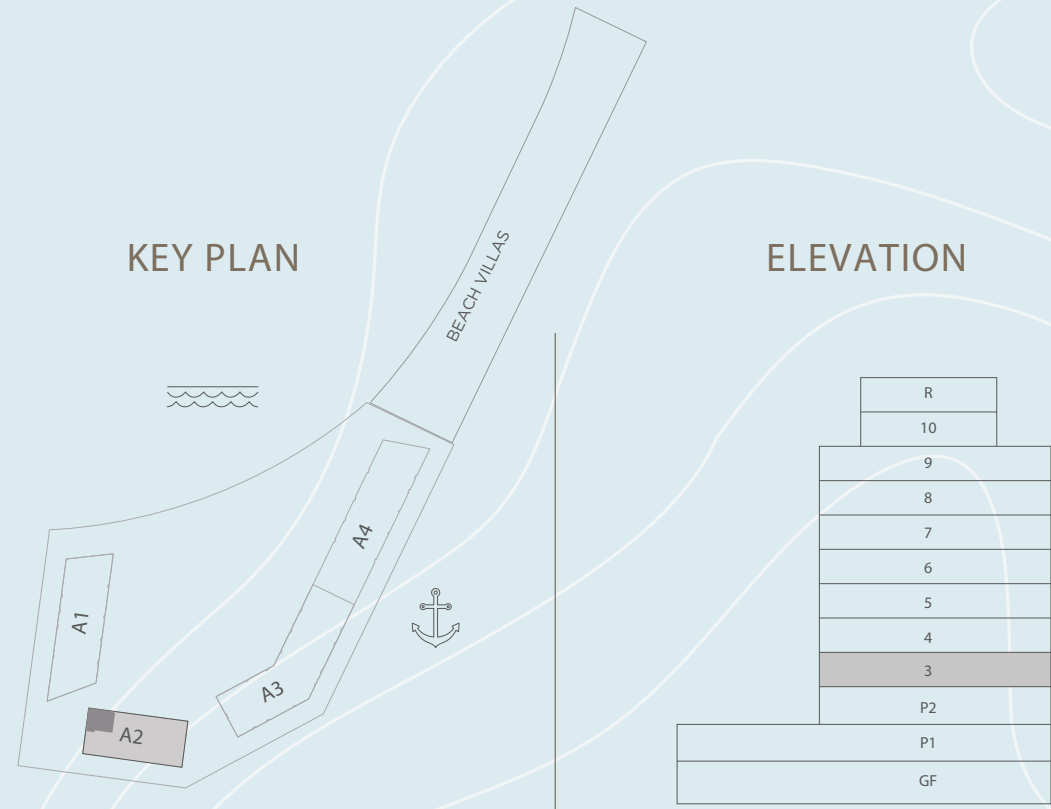 KEY PLAN
BEACH VILLAS
A4
A1
A3
A2
ELEVATION
R
10
9
8
7
6
5
4
3
P2
P1
GF